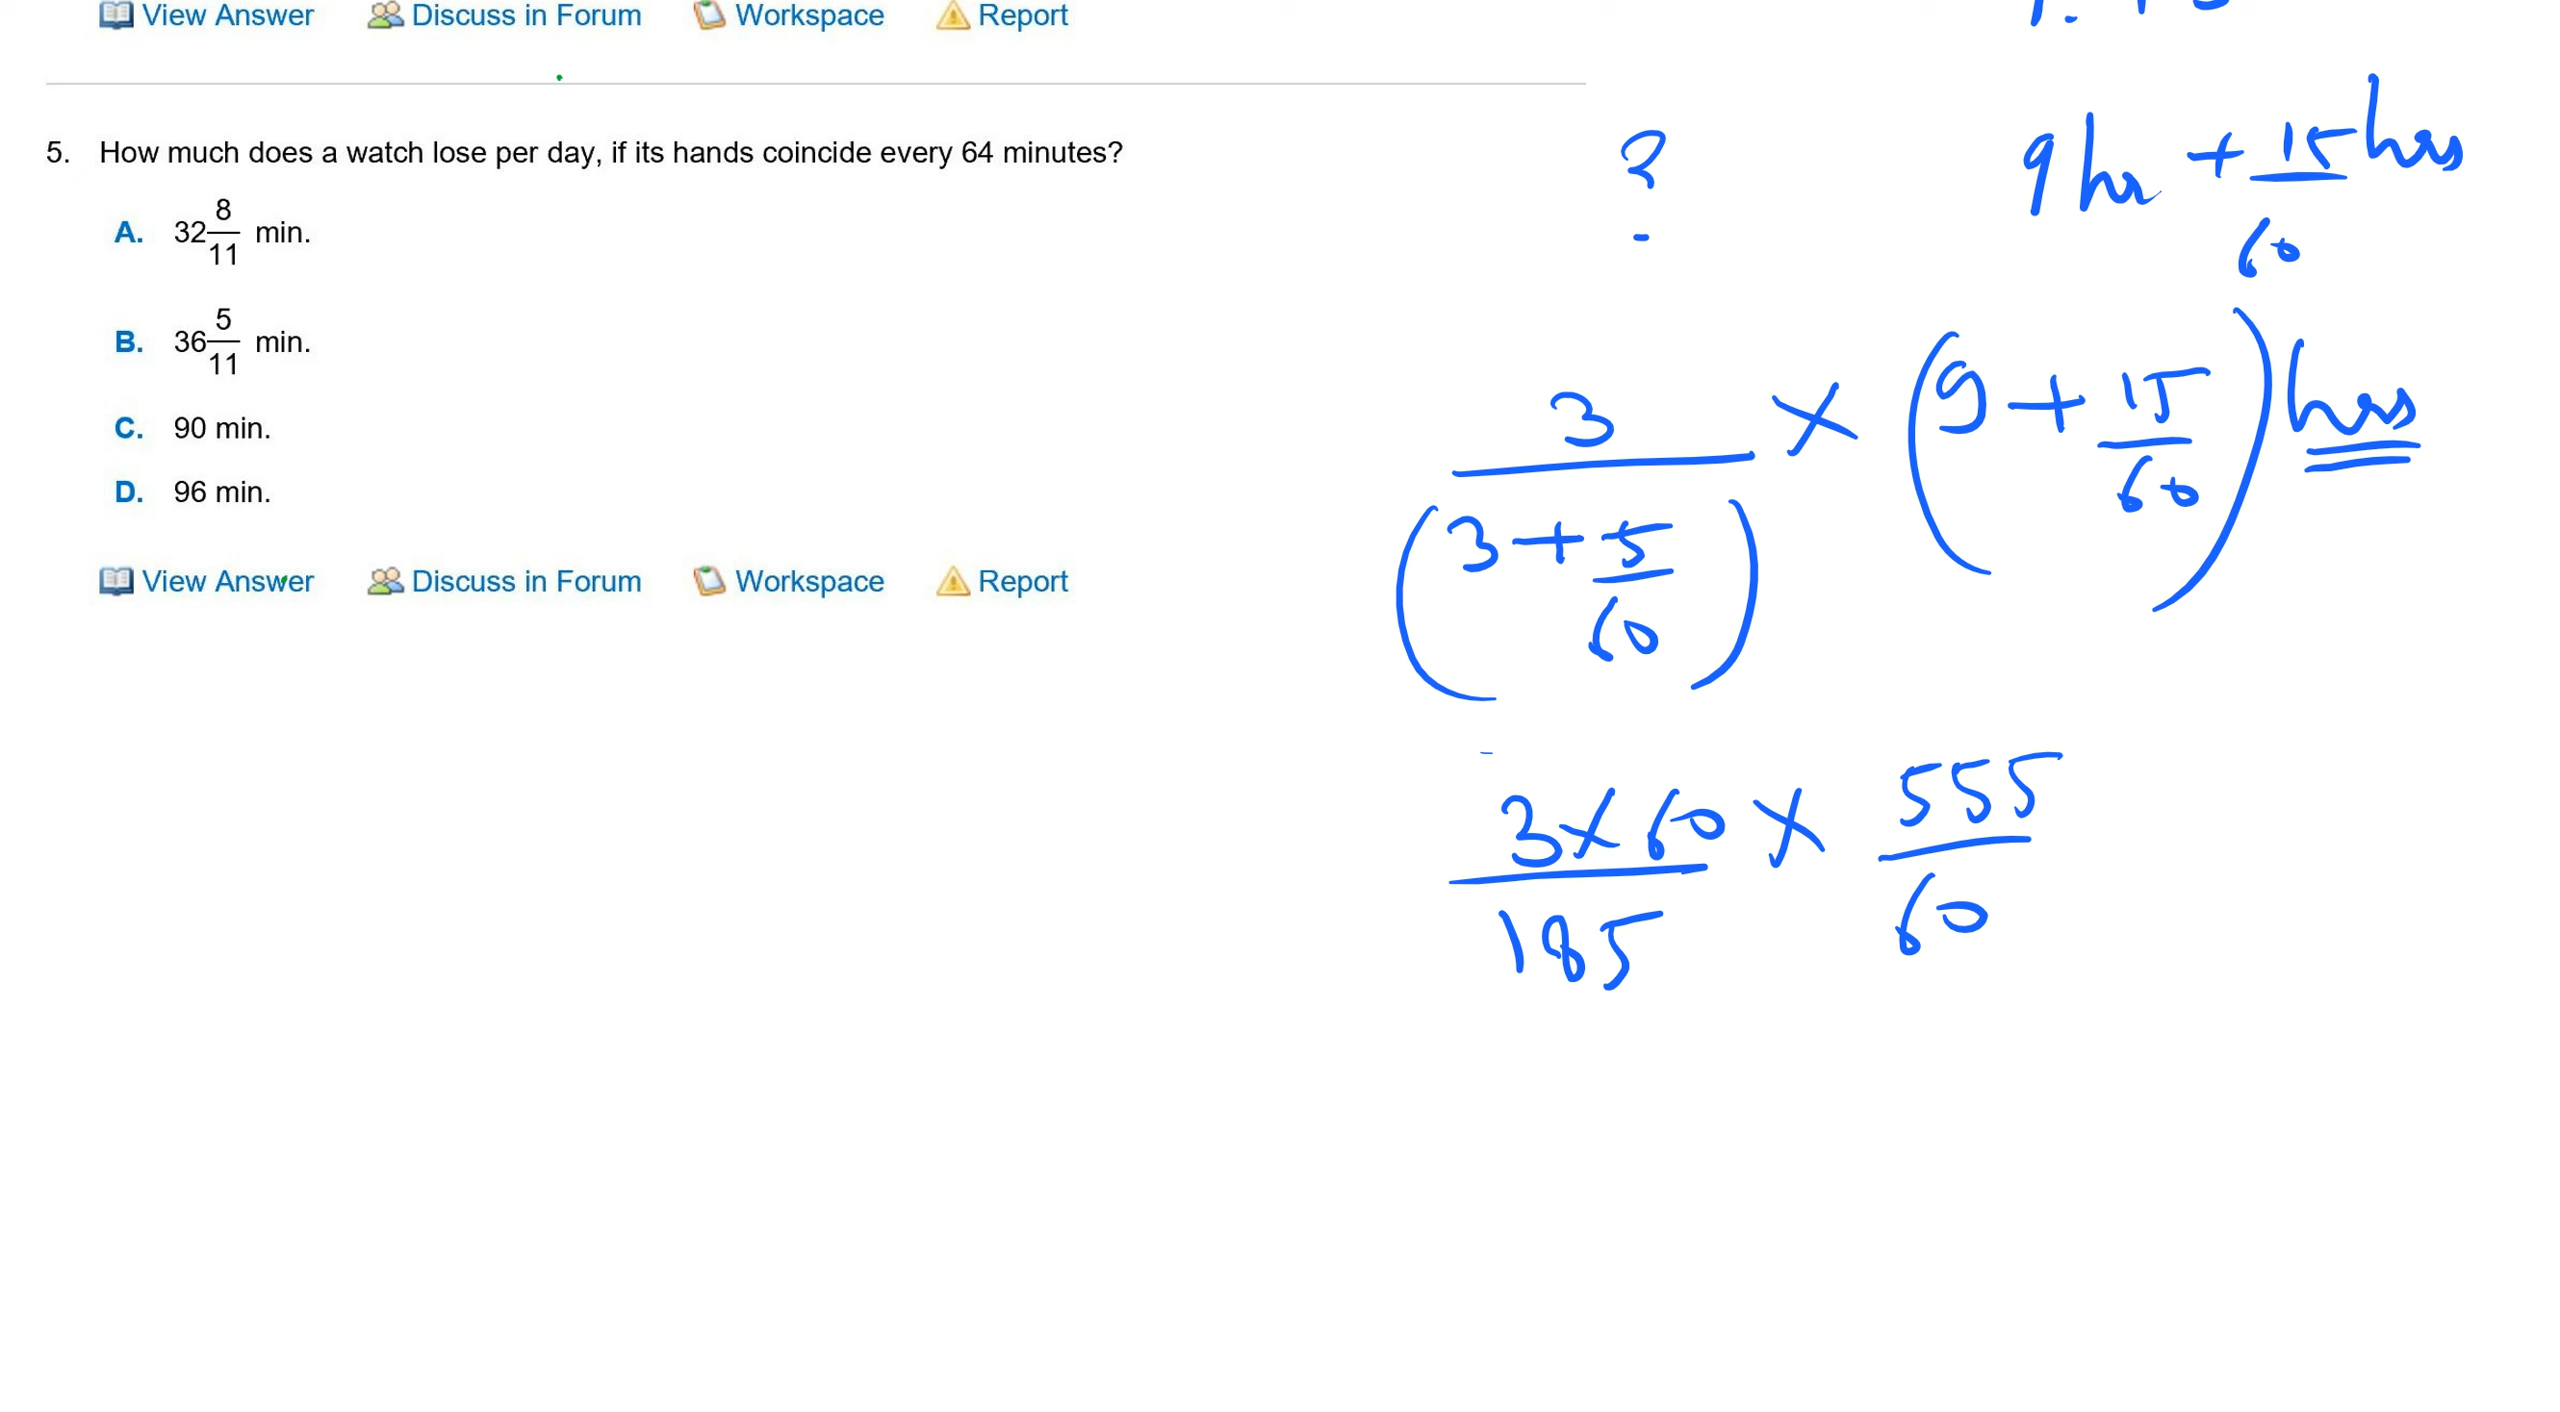 View Answer Discuss in Forum Workspace Report
5. How much does a watch lose per day, if its hands coincide every 64 minutes?
A. 32 8/11 min.
B. 36 5/11 min.
C. 90 min.
D. 96 min.
View Answer Discuss in Forum Workspace Report
?
9 hr + 15/60 hrs
3/(3+5/60) × (9+15/60) hrs
3×60/185 × 555/60